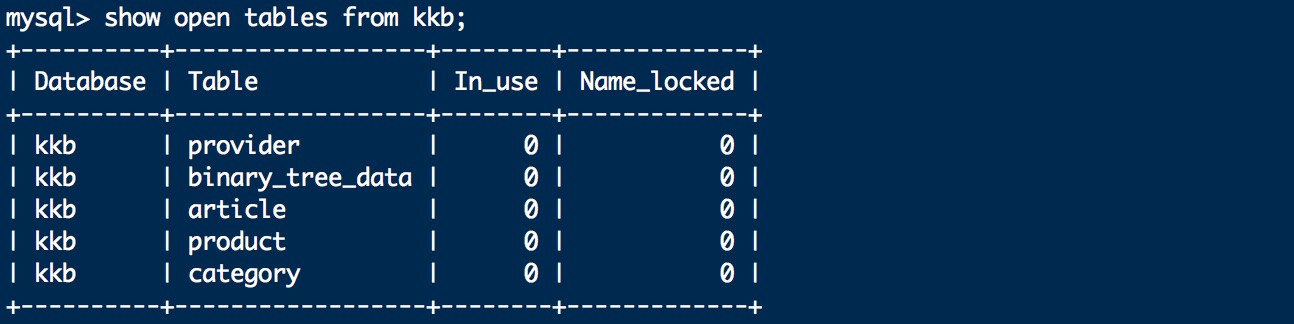 mysql> show open tables from kkb;
+----------+-----------------+--------+-------------+
| Database | Table           | In_use | Name_locked |
+----------+-----------------+--------+-------------+
| kkb      | provider        |      0 |           0 |
| kkb      | binary_tree_data |      0 |           0 |
| kkb      | article         |      0 |           0 |
| kkb      | product         |      0 |           0 |
| kkb      | category        |      0 |           0 |
+----------+-----------------+--------+-------------+